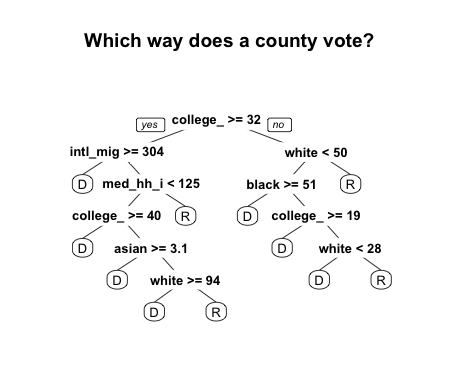 Which way does a county vote?
yes college_ >= 32 no
int_mig >= 304 white < 50
D med_hh_i < 125 black >= 51 R
college_ >= 40 R D college_ >= 19
D asian >= 3.1 D white < 28
D white >= 94 D R
D R